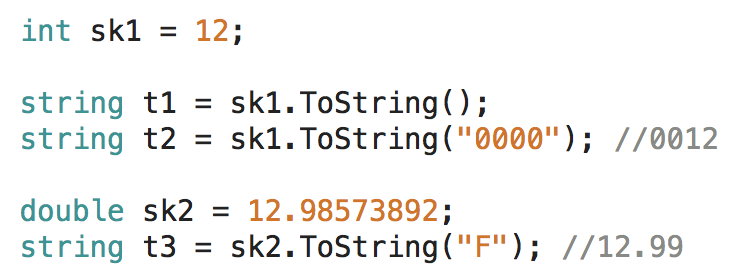 int sk1 = 12;
string t1 = sk1.ToString();
string t2 = sk1.ToString("0000"); //0012
double sk2 = 12.98573892;
string t3 = sk2.ToString("F"); //12.99